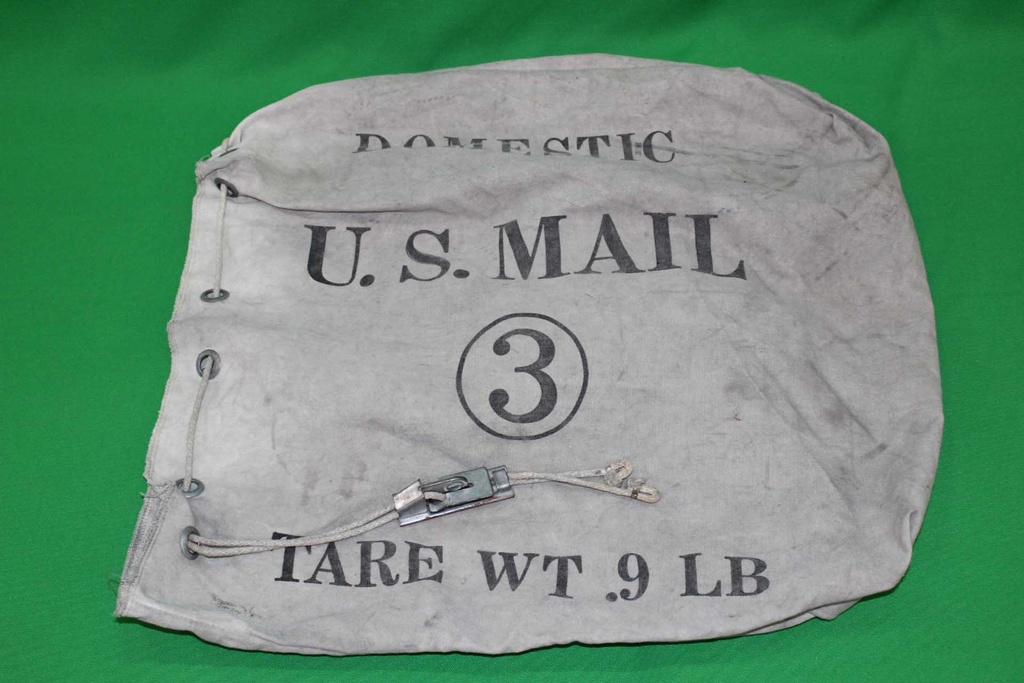 DOMESTIC
U.S. MAIL
3
TARE WT .9 LB